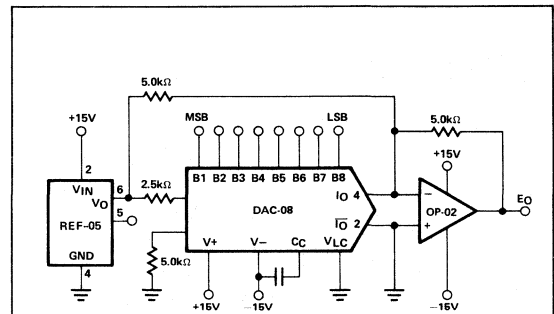 5.0kΩ
+15V
MSB
LSB
5.0kΩ
2
VIN
VO
6
2.5kΩ
B1 B2 B3 B4 B5 B6 B7 B8
IO
4
+15V
−
REF-05
5
DAC-08
OP-02
EO
IO
2
+
GND
4
5.0kΩ
V+
V−
CC
VLC
+15V
−15V
−15V